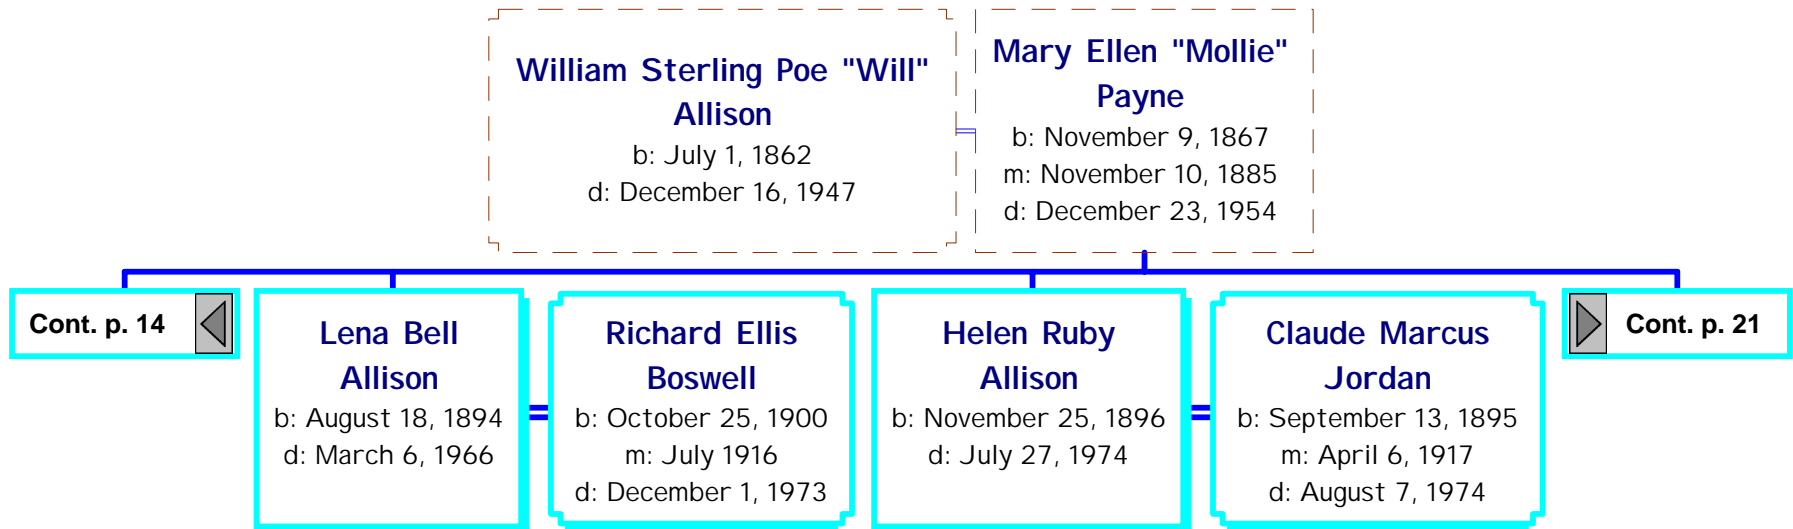 William Sterling Poe "Will"
Allison
b: July 1, 1862
d: December 16, 1947
Mary Ellen "Mollie"
Payne
b: November 9, 1867
m: November 10, 1885
d: December 23, 1954
Cont. p. 14
Lena Bell
Allison
b: August 18, 1894
d: March 6, 1966
Richard Ellis
Boswell
b: October 25, 1900
m: July 1916
d: December 1, 1973
Helen Ruby
Allison
b: November 25, 1896
d: July 27, 1974
Claude Marcus
Jordan
b: September 13, 1895
m: April 6, 1917
d: August 7, 1974
Cont. p. 21